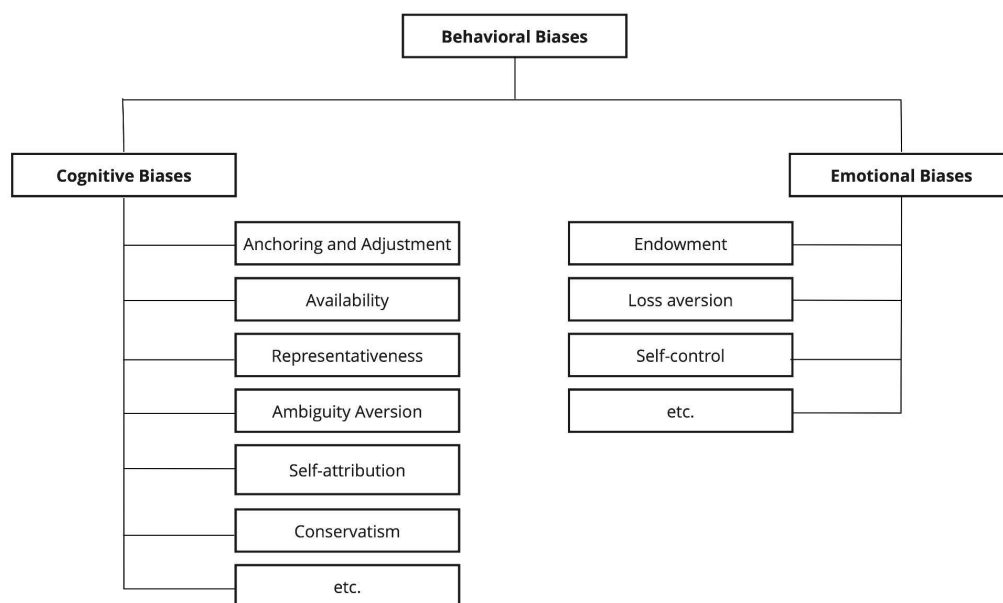 Behavioral Biases
Cognitive Biases
Emotional Biases
Anchoring and Adjustment
Availability
Representativeness
Ambiguity Aversion
Self-attribution
Conservatism
etc.
Endowment
Loss aversion
Self-control
etc.